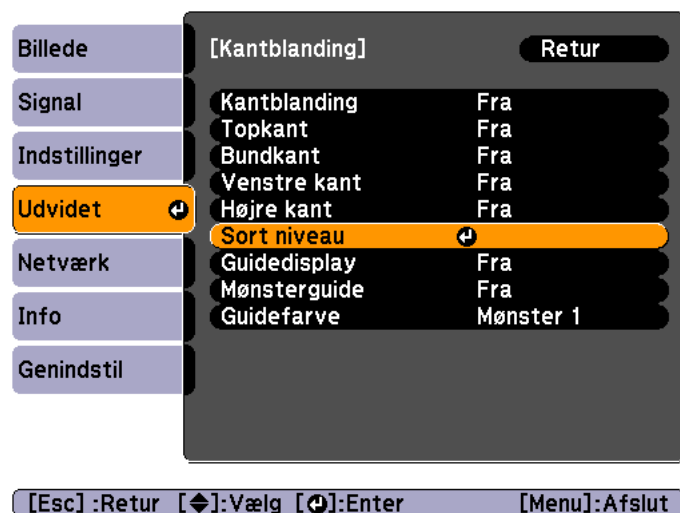 Billede
Signal
Indstillinger
Udvidet
Netværk
Info
Genindstil
[Kantblanding] Retur
Kantblanding Fra
Topkant Fra
Bundkant Fra
Venstre kant Fra
Højre kant Fra
Sort niveau
Guidedisplay Fra
Mønsterguide Fra
Guidefarve Mønster 1
[Esc] :Retur [◆]:Vælg [↵]:Enter [Menu]:Afslut